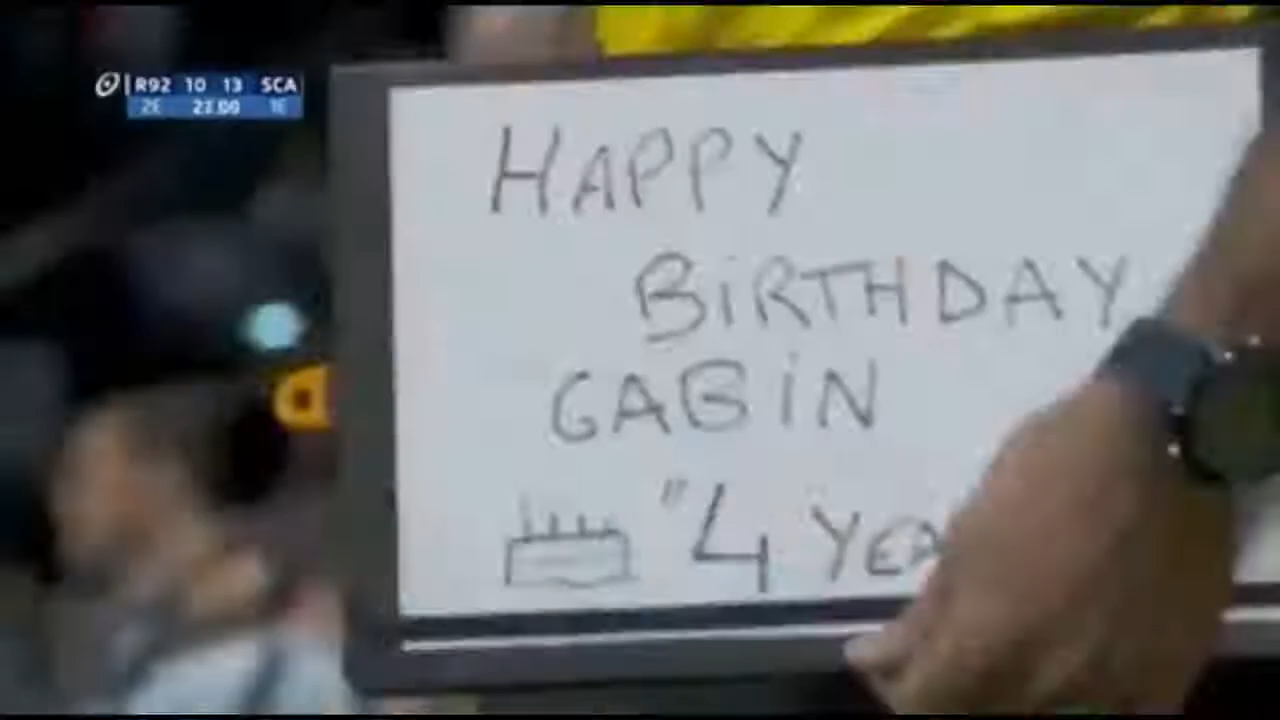 R92 10 13 SCA
2E 23:00 1E
HAPPY
BiRTHDAY
GABiN
"4 YEA